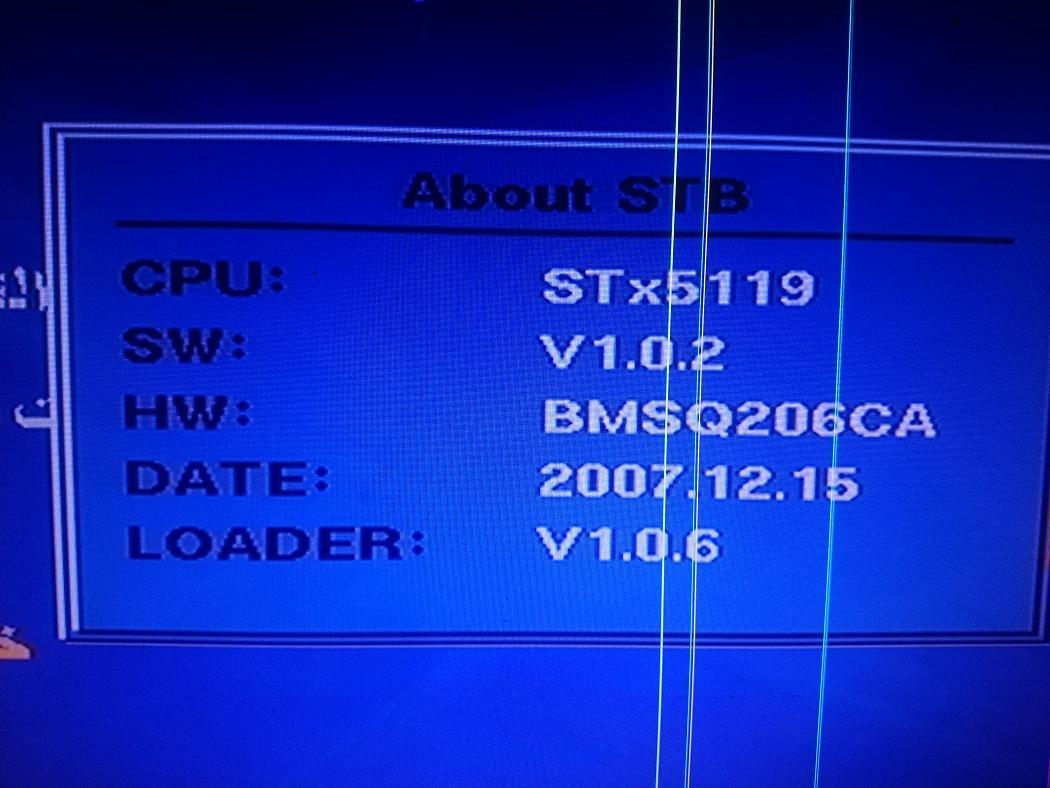 About STB
CPU: STx5119
SW: V1.0.2
HW: BMSQ206CA
DATE: 2007.12.15
LOADER: V1.0.6